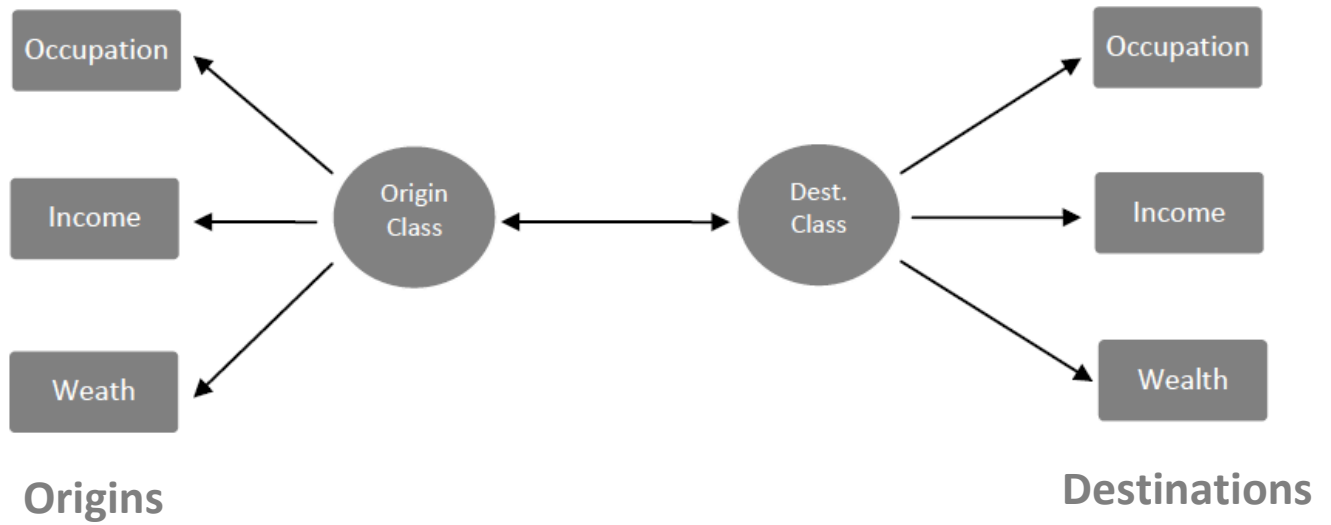 Occupation
Income
Weath
Origins
Origin
Class
Dest.
Class
Occupation
Income
Wealth
Destinations